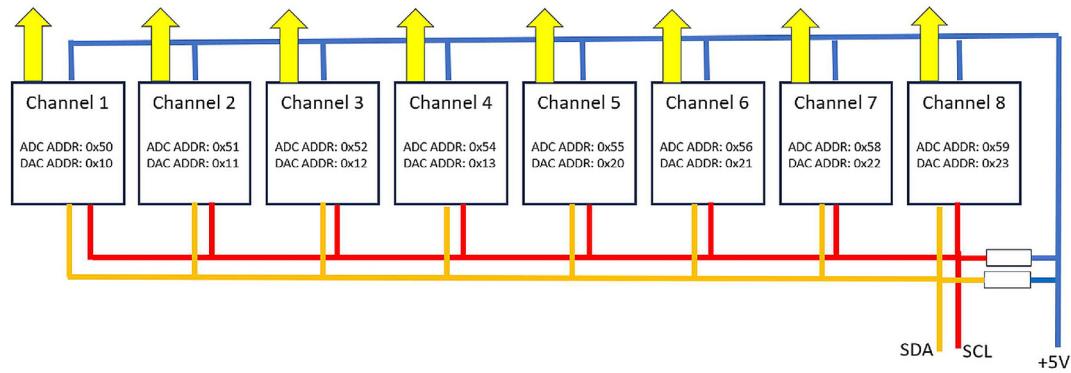 Channel 1
ADC ADDR: 0x50
DAC ADDR: 0x10
Channel 2
ADC ADDR: 0x51
DAC ADDR: 0x11
Channel 3
ADC ADDR: 0x52
DAC ADDR: 0x12
Channel 4
ADC ADDR: 0x54
DAC ADDR: 0x13
Channel 5
ADC ADDR: 0x55
DAC ADDR: 0x20
Channel 6
ADC ADDR: 0x56
DAC ADDR: 0x21
Channel 7
ADC ADDR: 0x58
DAC ADDR: 0x22
Channel 8
ADC ADDR: 0x59
DAC ADDR: 0x23
SDA
SCL
+5V